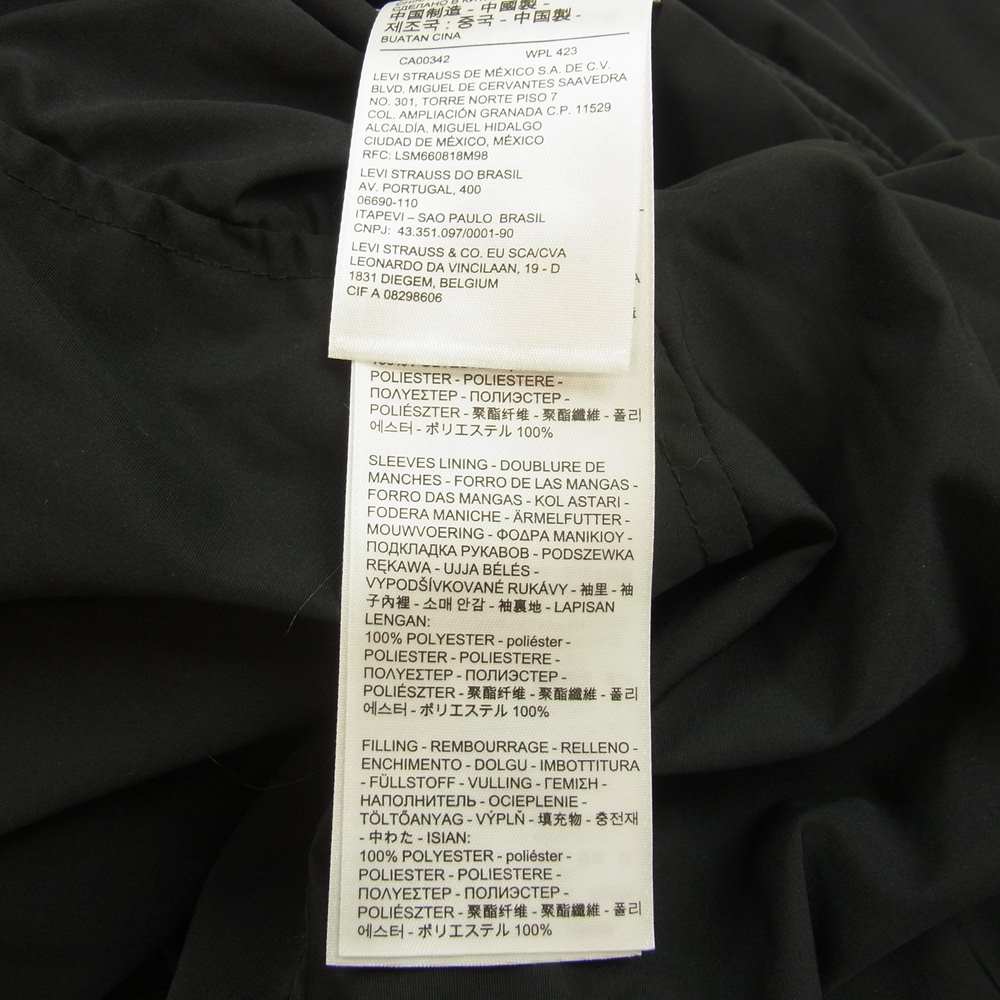 СДЕЛАНО В
中国制造 - 中國製 -
제조국 : 중국 - 中国製 -
BUATAN CINA
CA00342 WPL 423
LEVI STRAUSS DE MÉXICO S.A. DE C.V.
BLVD. MIGUEL DE CERVANTES SAAVEDRA
NO. 301, TORRE NORTE PISO 7
COL. AMPLIACIÓN GRANADA C.P. 11529
ALCALDÍA. MIGUEL HIDALGO
CIUDAD DE MÉXICO, MÉXICO
RFC: LSM660818M98
LEVI STRAUSS DO BRASIL
AV. PORTUGAL, 400
06690-110
ITAPEVI – SAO PAULO BRASIL
CNPJ: 43.351.097/0001-90
LEVI STRAUSS & CO. EU SCA/CVA
LEONARDO DA VINCILAAN, 19 - D
1831 DIEGEM, BELGIUM
CIF A 08298606
POLIESTER - POLIESTERE -
ΠΟΛΥΕΣΤΕΡ - ПОЛИЭСТЕР -
POLIÉSZTER - 聚酯纤维 - 聚酯纖維 - 폴리
에스터 - ポリエステル 100%
SLEEVES LINING - DOUBLURE DE
MANCHES - FORRO DE LAS MANGAS -
FORRO DAS MANGAS - KOL ASTARI -
FODERA MANICHE - ÄRMELFUTTER -
MOUWVOERING - ΦΟΔΡΑ ΜΑΝΙΚΙΟΥ -
ПОДКЛАДКА РУКАВОВ - PODSZEWKA
RĘKAWA - UJJA BÉLÉS -
VYPODŠÍVKOVANÉ RUKÁVY - 袖里 - 袖
子內裡 - 소매 안감 - 袖裏地 - LAPISAN
LENGAN:
100% POLYESTER - poliéster -
POLIESTER - POLIESTERE -
ΠΟΛΥΕΣΤΕΡ - ПОЛИЭСТЕР -
POLIÉSZTER - 聚酯纤维 - 聚酯纖維 - 폴리
에스터 - ポリエステル 100%
FILLING - REMBOURRAGE - RELLENO -
ENCHIMENTO - DOLGU - IMBOTTITURA
- FÜLLSTOFF - VULLING - ΓΕΜΙΣΗ -
НАПОЛНИТЕЛЬ - OCIEPLENIE -
TÖLTŐANYAG - VÝPLŇ - 填充物 - 충전재
- 中わた - ISIAN:
100% POLYESTER - poliéster -
POLIESTER - POLIESTERE -
ΠΟΛΥΕΣΤΕΡ - ПОЛИЭСТЕР -
POLIÉSZTER - 聚酯纤维 - 聚酯纖維 - 폴리
에스터 - ポリエステル 100%